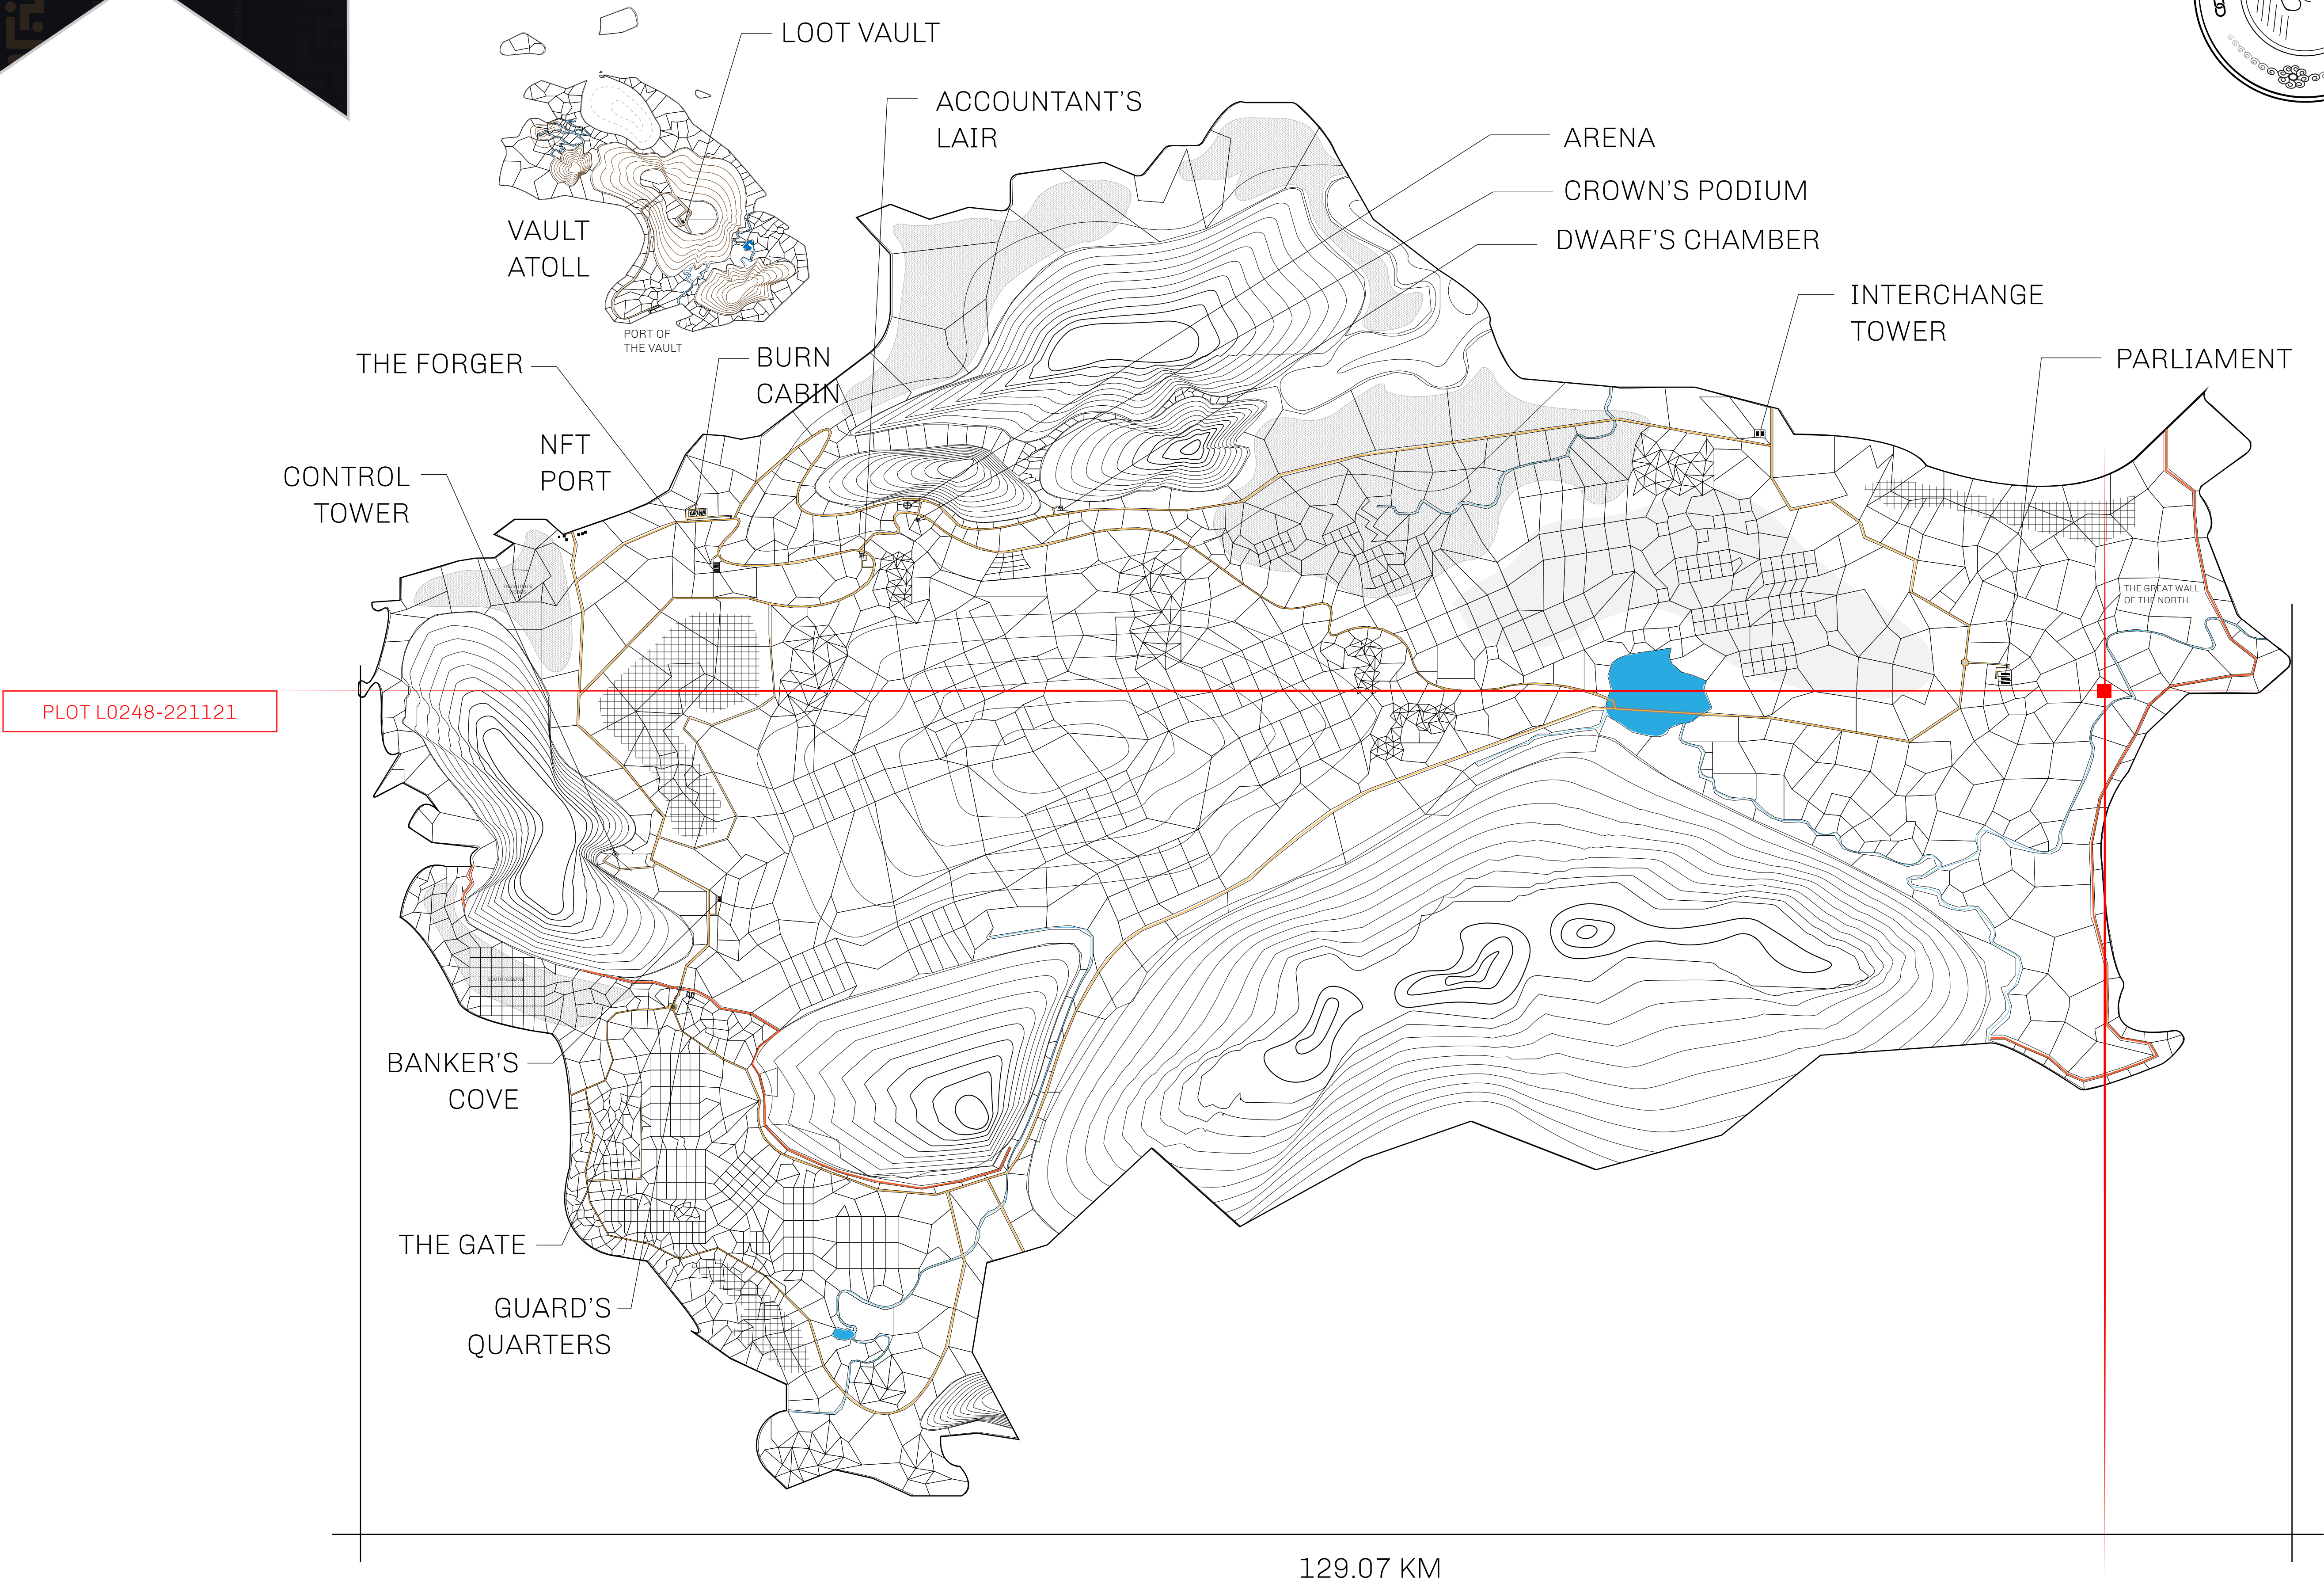 LOOT VAULT
ACCOUNTANT'S
LAIR
ARENA
CROWN'S PODIUM
DWARF'S CHAMBER
VAULT
ATOLL
INTERCHANGE
TOWER
PORT OF
THE VAULT
THE FORGER
BURN
CABIN
PARLIAMENT
NFT
PORT
CONTROL
TOWER
THE GREAT WALL
OF THE NORTH
PLOT L0248-221121
SOUTH RESERVE
BANKER'S
COVE
THE GATE
GUARD'S
QUARTERS
129.07 KM